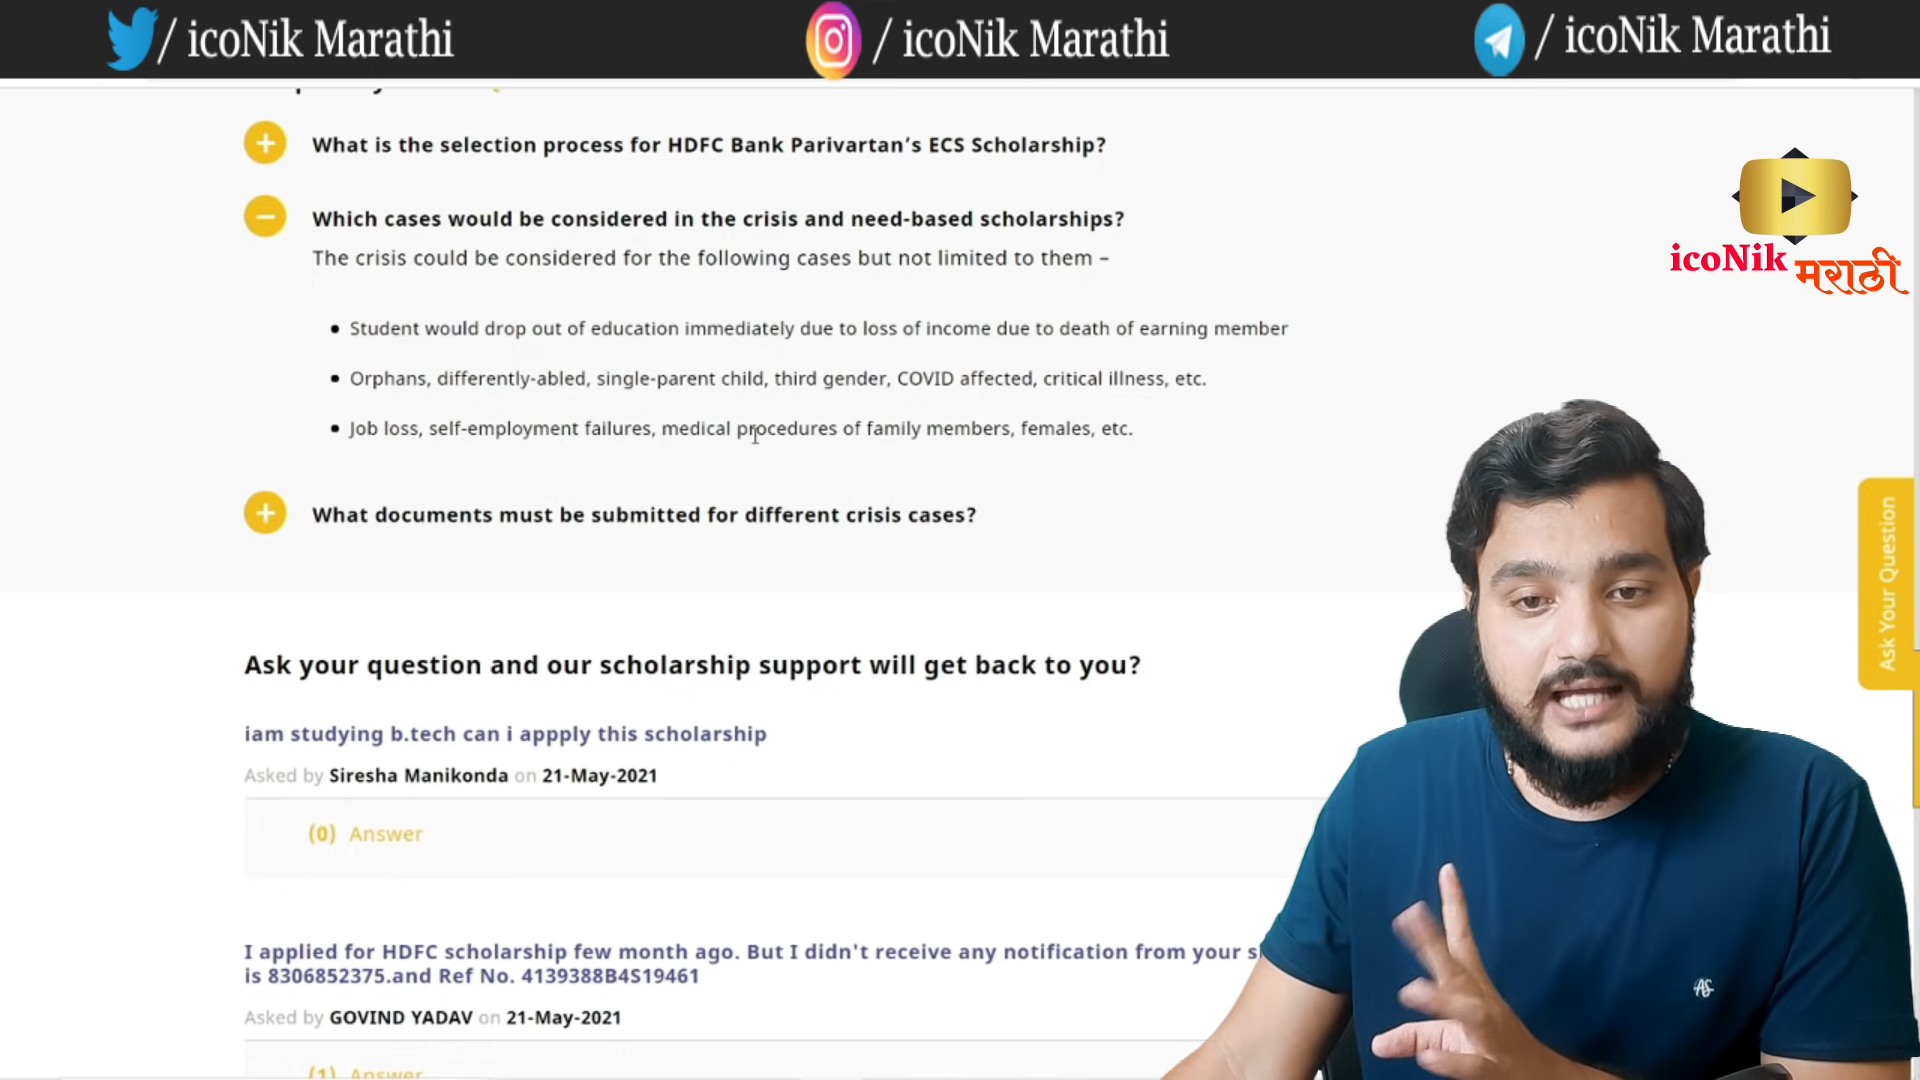 / icoNik Marathi
/ icoNik Marathi
/ icoNik Marathi
What is the selection process for HDFC Bank Parivartan’s ECS Scholarship?
Which cases would be considered in the crisis and need-based scholarships?
The crisis could be considered for the following cases but not limited to them –
• Student would drop out of education immediately due to loss of income due to death of earning member
• Orphans, differently-abled, single-parent child, third gender, COVID affected, critical illness, etc.
• Job loss, self-employment failures, medical procedures of family members, females, etc.
What documents must be submitted for different crisis cases?
icoNik मराठी
Ask Your Question
Ask your question and our scholarship support will get back to you?
iam studying b.tech can i appply this scholarship
Asked by Siresha Manikonda on 21-May-2021
(0) Answer
I applied for HDFC scholarship few month ago. But I didn't receive any notification from your
is 8306852375.and Ref No. 4139388B4S19461
Asked by GOVIND YADAV on 21-May-2021
(1) Answer
AS